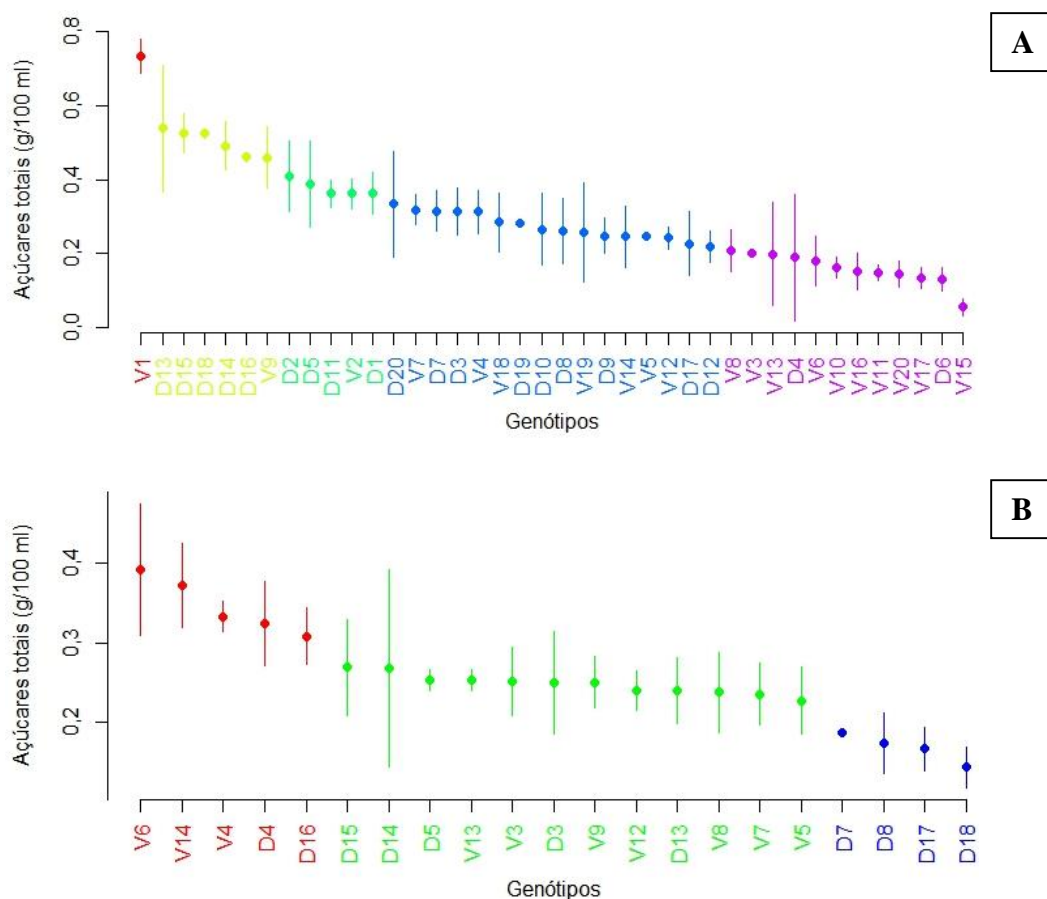 A
Açúcares totais (g/100 ml)
0,8
0,6
0,4
0,2
0,0
V1 D13 D15 D18 D14 D16 V9 D2 D5 D11 V2 D1 D20 V7 D7 D3 V4 V18 D19 D10 D8 V19 D9 V14 V5 V12 D17 D12 V8 V3 V13 D4 V6 V10 V16 V11 V20 V17 D6 V15
Genótipos
B
Açúcares totais (g/100 ml)
0,4
0,3
0,2
V6 V14 V4 D4 D16 D15 D14 D5 V13 V3 D3 V9 V12 D13 V8 V7 V5 D7 D8 D17 D18
Genótipos